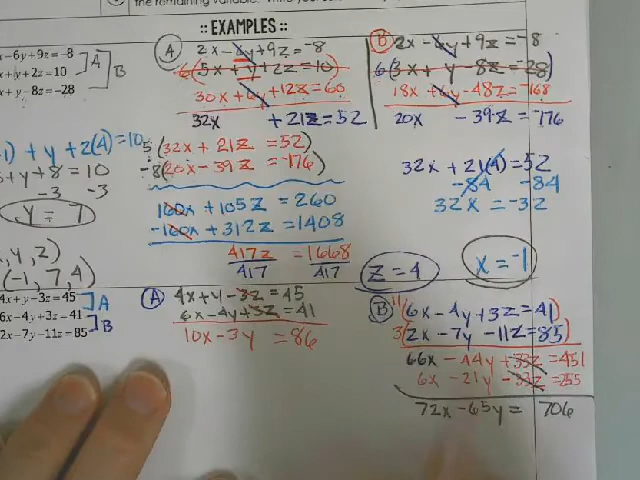 the remaining variable.
:: EXAMPLES ::
x - 6y + 9z = -8
x + y + 2z = 10
x + y - 8z = -28
A
B
A
2x - 6y + 9z = -8
6(5x + y + 2z = 10)
30x + 6y + 12z = 60
32x + 21z = 52
B
2x - 6y + 9z = -8
6(3x + y - 8z = -28)
18x + 6y - 48z = -168
20x - 39z = -176
1) + y + 2(4) = 10
+ y + 8 = 10
-3 -3
y = 7
, y, z)
(-1, 7, 4)
5(32x + 21z = 52)
-8(20x - 39z = -176)
160x + 105z = 260
-160x + 312z = 1408
417z = 1668
417 417
z = 4
32x + 21(4) = 52
-84 -84
32x = -32
x = -1
4x + y - 3z = 45
6x - 4y + 3z = 41
2x - 7y - 11z = 85
A
B
A
4x + y - 3z = 45
6x - 4y + 3z = 41
10x - 3y = 86
B
11(6x - 4y + 3z = 41)
3(2x - 7y - 11z = 85)
66x - 44y + 33z = 451
6x - 21y - 33z = 255
72x - 65y = 706